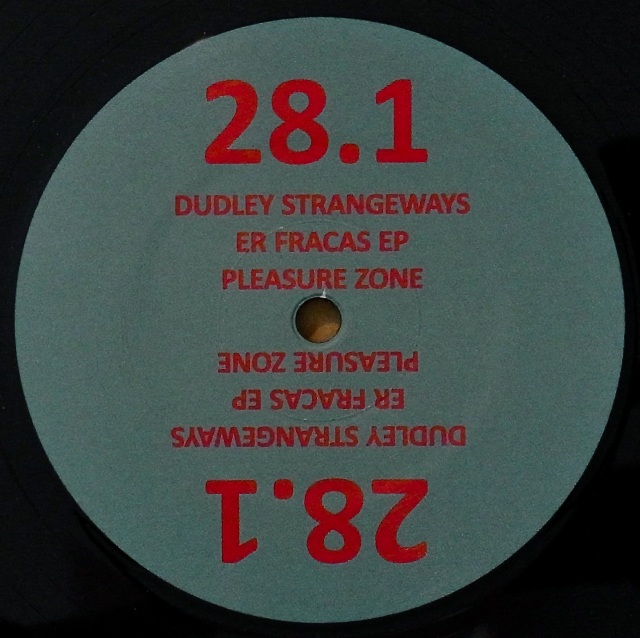 28.1
DUDLEY STRANGEWAYS
ER FRACAS EP
PLEASURE ZONE
PLEASURE ZONE
ER FRACAS EP
DUDLEY STRANGEWAYS
28.1